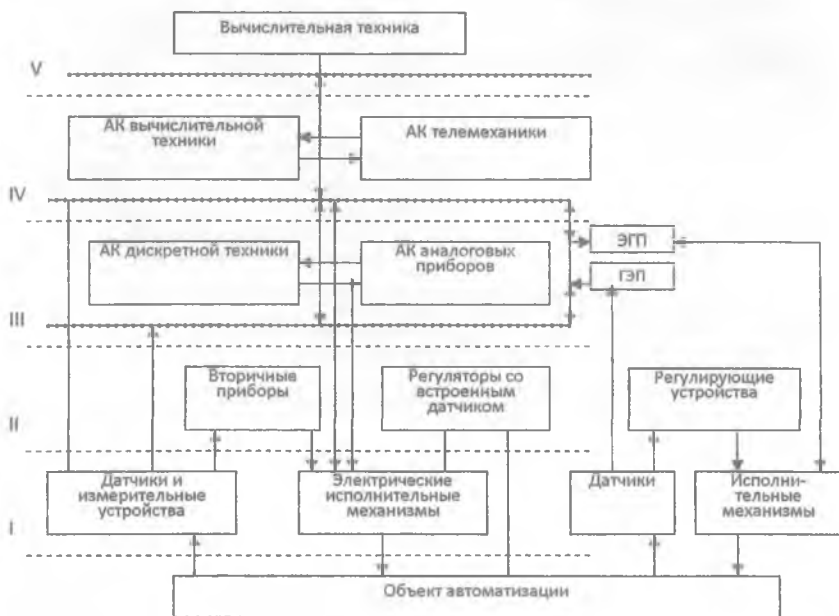 Вычислительная техника
V
АК вычислительной
техники
АК телемеханики
IV
АК дискретной техники
АК аналоговых
приборов
ЭГП
ГЭП
III
Вторичные
приборы
Регуляторы со
встроенным
датчиком
Регулирующие
устройства
II
Датчики и
измерительные
устройства
Электрические
исполнительные
механизмы
Датчики
Исполни-
тельные
механизмы
I
Объект автоматизации